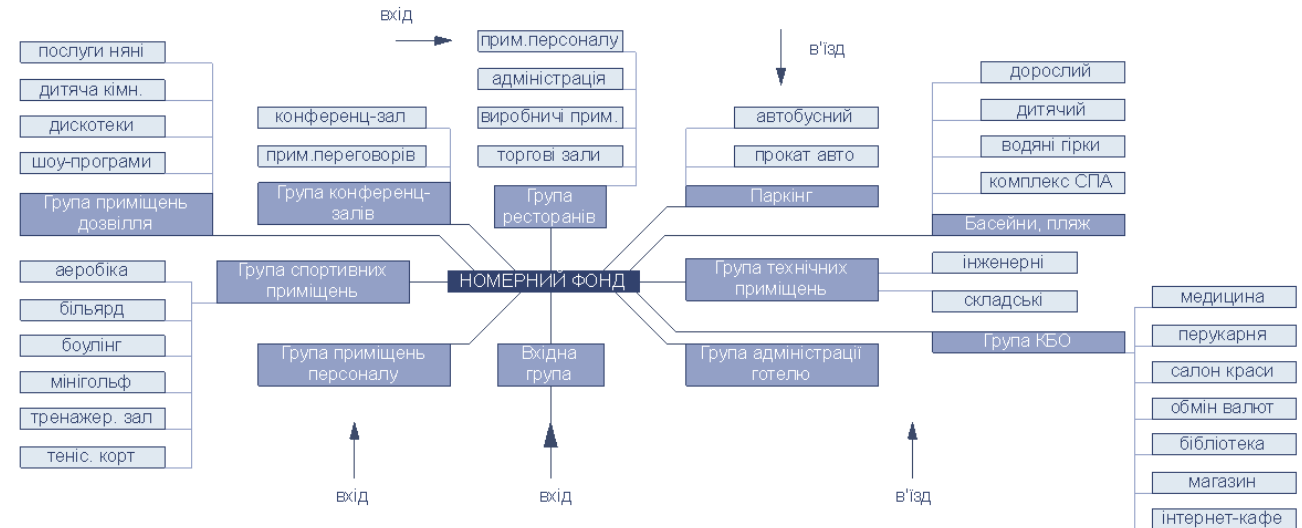 вхід
в'їзд
послуги няні
дитяча кімн.
дискотеки
шоу-програми
Група приміщень
дозвілля
конференц-зал
прим.переговорів
Група конференц-
залів
прим.персоналу
адміністрація
виробничі прим.
торгові зали
Група
ресторанів
автобусний
прокат авто
Паркінг
дорослий
дитячий
водяні гірки
комплекс СПА
Басейни, пляж
аеробіка
більярд
боулінг
мінігольф
тренажер. зал
теніс. корт
Група спортивних
приміщень
НОМЕРНИЙ ФОНД
Група технічних
приміщень
інженерні
складські
Група приміщень
персоналу
Вхідна
група
Група адміністрації
готелю
Група КБО
медицина
перукарня
салон краси
обмін валют
бібліотека
магазин
інтернет-кафе
вхід
вхід
в'їзд